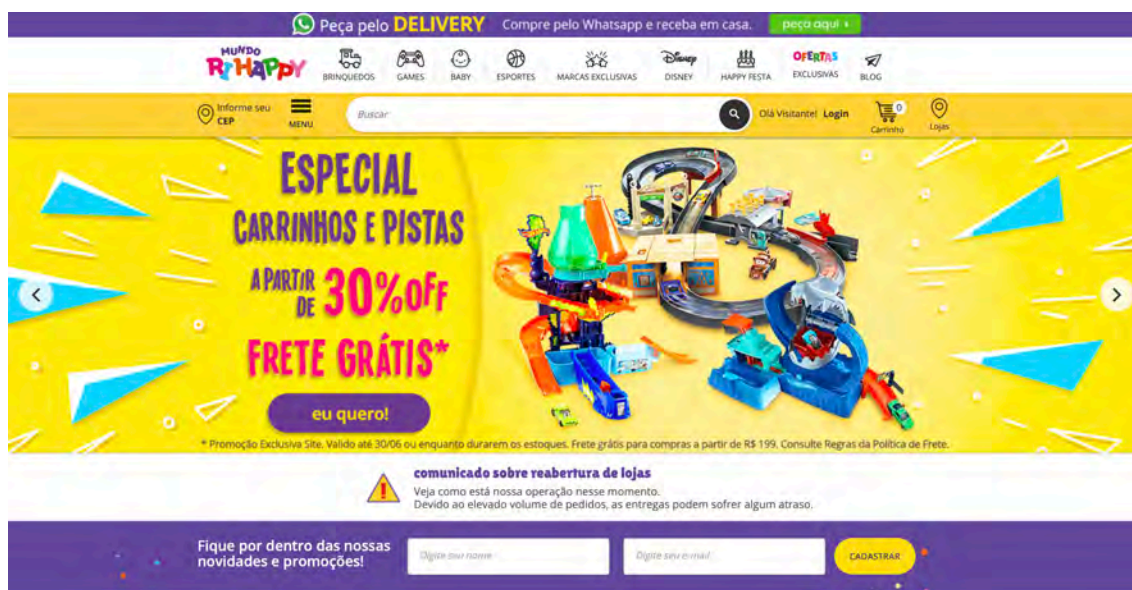 Peça pelo DELIVERY Compre pelo Whatsapp e receba em casa. peça aqui
MUNDO
RI HAPPY
BRINQUEDOS GAMES BABY ESPORTES MARCAS EXCLUSIVAS Disney DISNEY HAPPY FESTA OFERTAS EXCLUSIVAS BLOG
Informe seu
CEP
MENU
Buscar
Olá Visitante! Login
0
Carrinho
Lojas
ESPECIAL
CARRINHOS E PISTAS
A PARTIR
DE 30% OFF
FRETE GRÁTIS*
eu quero!
* Promoção Exclusiva Site. Valido até 30/06 ou enquanto durarem os estoques. Frete grátis para compras a partir de R$ 199. Consulte Regras da Política de Frete.
comunicado sobre reabertura de lojas
Veja como está nossa operação nesse momento.
Devido ao elevado volume de pedidos, as entregas podem sofrer algum atraso.
Fique por dentro das nossas
novidades e promoções!
Digite seu nome
Digite seu e-mail
CADASTRAR